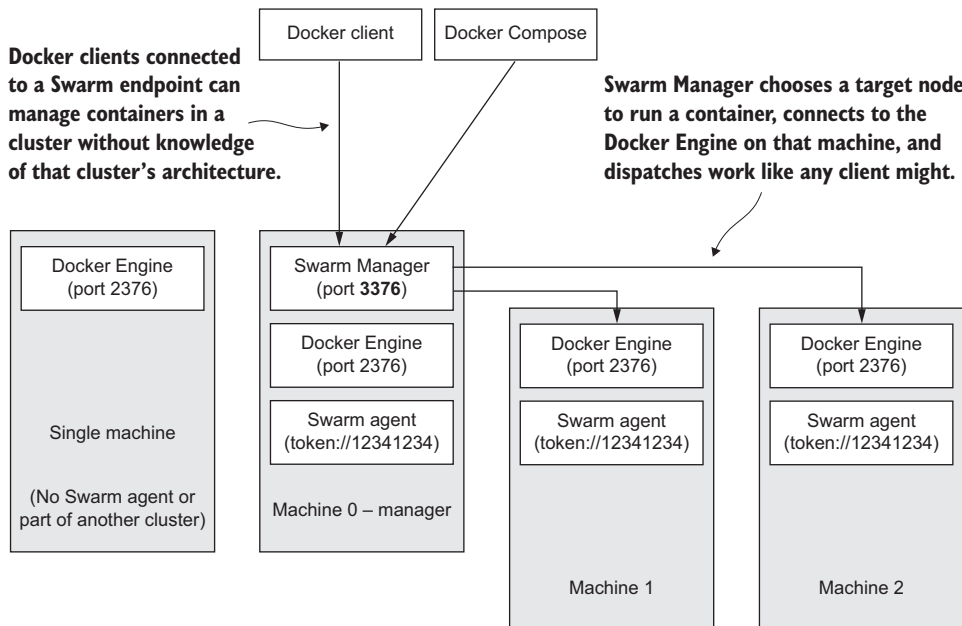 Docker client
Docker Compose
Docker clients connected
to a Swarm endpoint can
manage containers in a
cluster without knowledge
of that cluster’s architecture.
Swarm Manager chooses a target node
to run a container, connects to the
Docker Engine on that machine, and
dispatches work like any client might.
Docker Engine
(port 2376)
Single machine
(No Swarm agent or
part of another cluster)
Swarm Manager
(port 3376)
Docker Engine
(port 2376)
Swarm agent
(token://12341234)
Machine 0 – manager
Docker Engine
(port 2376)
Swarm agent
(token://12341234)
Machine 1
Docker Engine
(port 2376)
Swarm agent
(token://12341234)
Machine 2